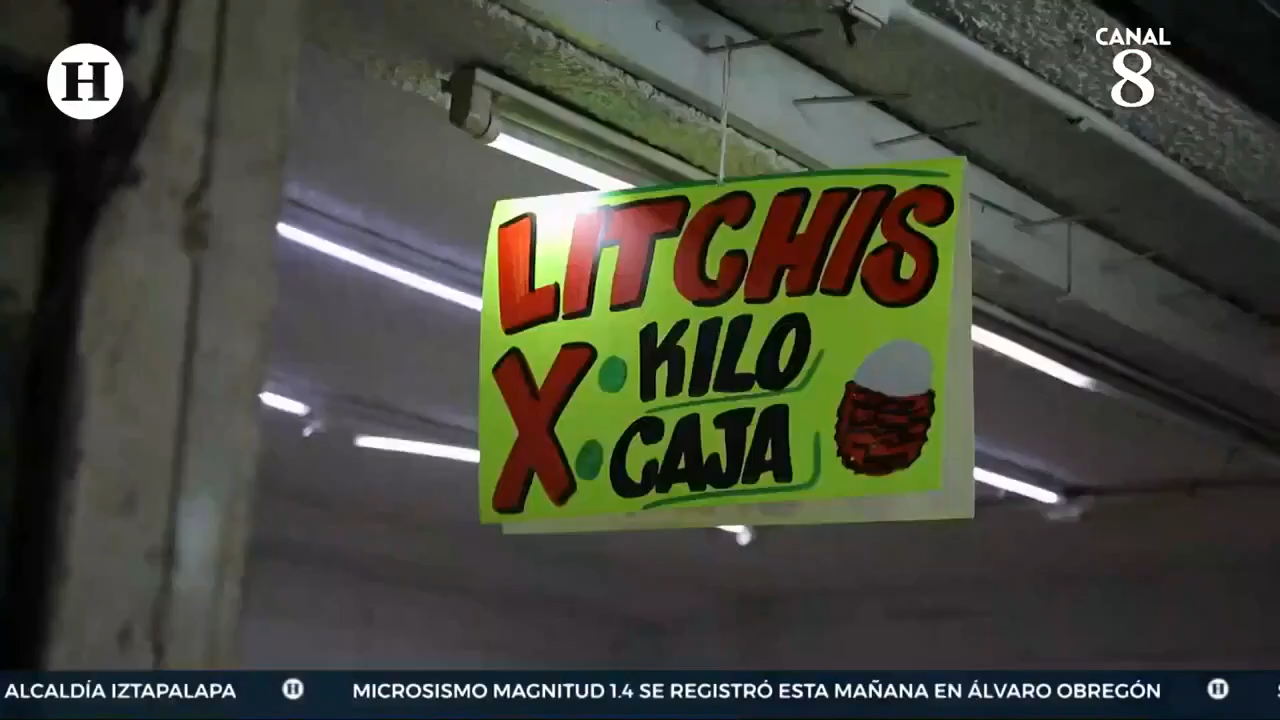 H
CANAL
8
LITCHIS
X • KILO
• CAJA
ALCALDÍA IZTAPALAPA
MICROSISMO MAGNITUD 1.4 SE REGISTRÓ ESTA MAÑANA EN ÁLVARO OBREGÓN